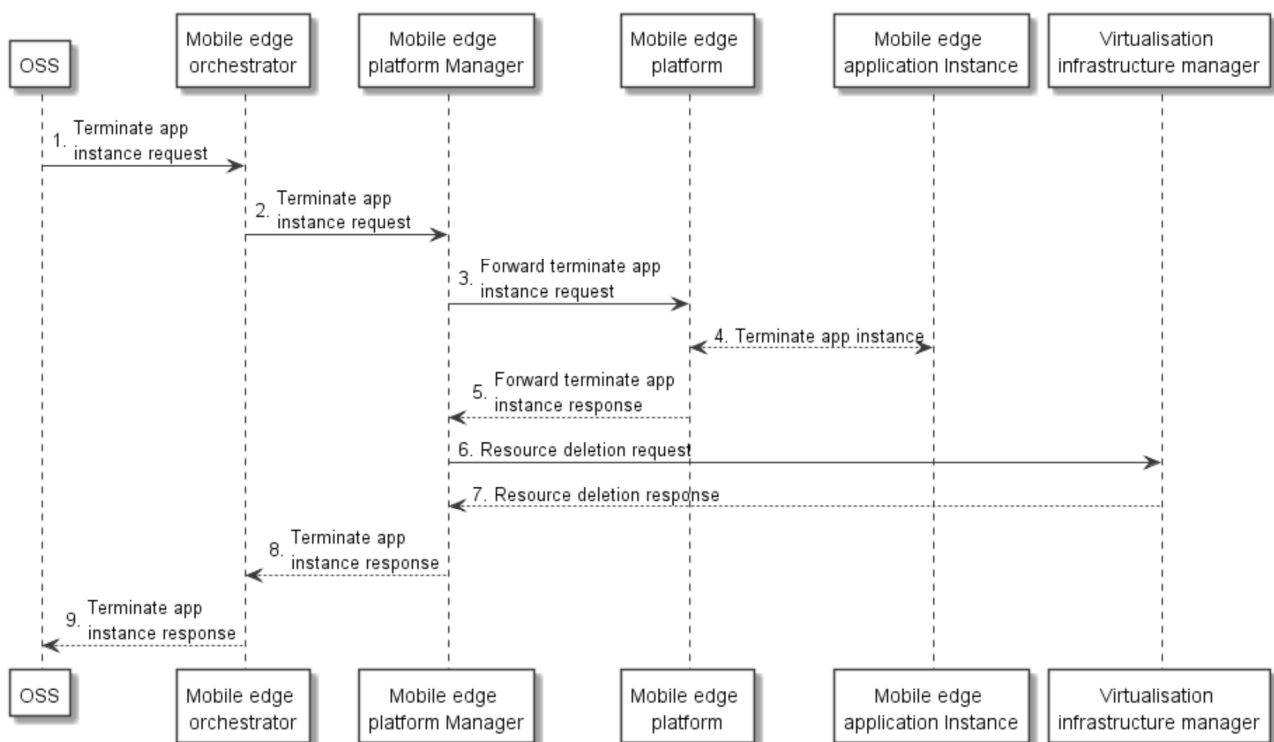 OSS
Mobile edge
orchestrator
Mobile edge
platform Manager
Mobile edge
platform
Mobile edge
application Instance
Virtualisation
infrastructure manager
1. Terminate app
instance request
2. Terminate app
instance request
3. Forward terminate app
instance request
4. Terminate app instance
5. Forward terminate app
instance response
6. Resource deletion request
7. Resource deletion response
8. Terminate app
instance response
9. Terminate app
instance response
OSS
Mobile edge
orchestrator
Mobile edge
platform Manager
Mobile edge
platform
Mobile edge
application Instance
Virtualisation
infrastructure manager